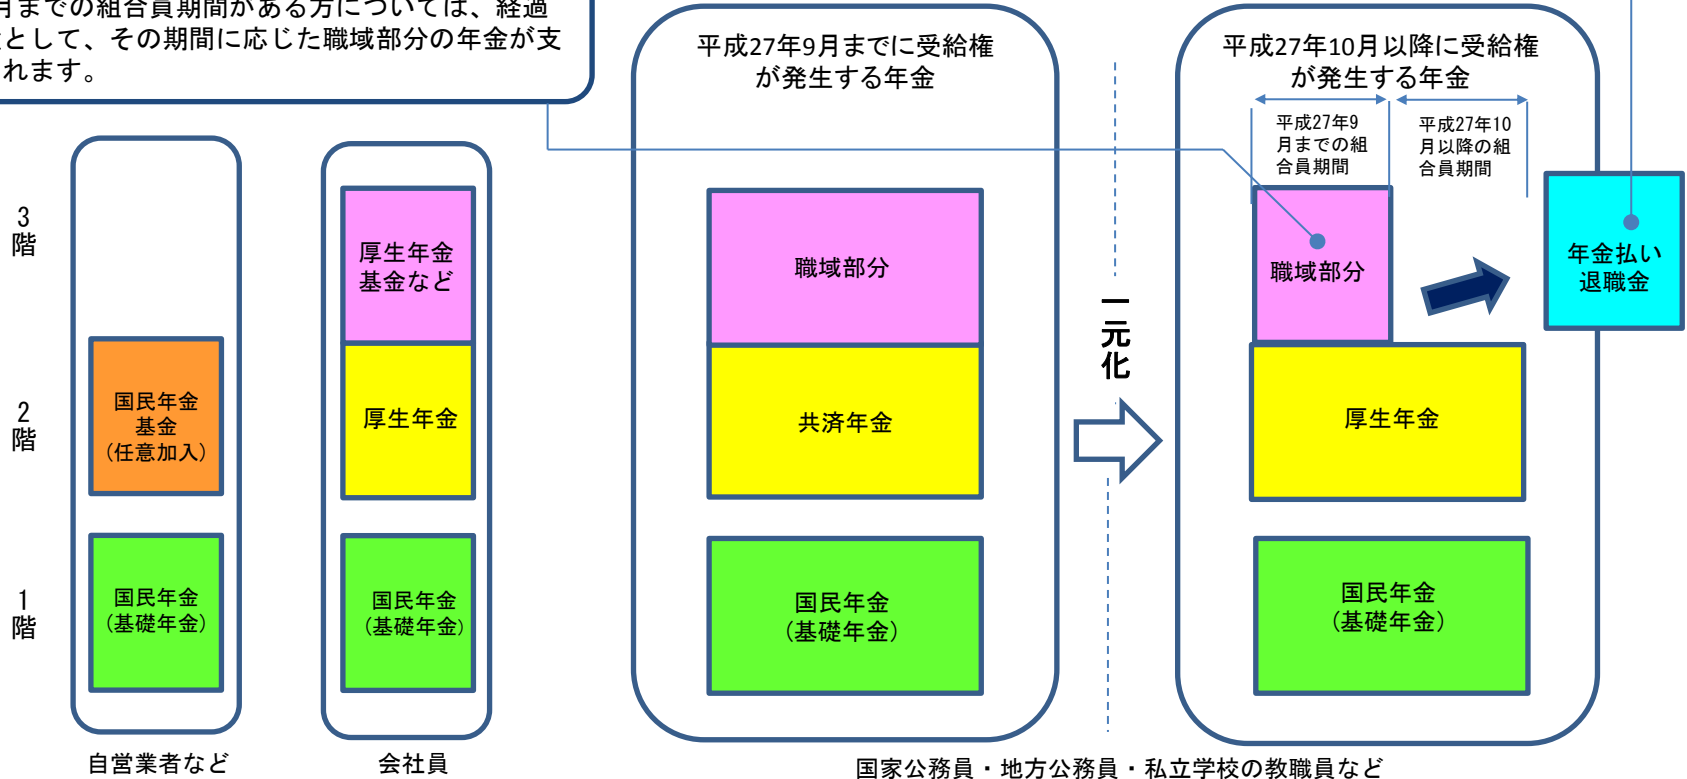 月までの組合員期間がある方については、経過
として、その期間に応じた職域部分の年金が支
れます。
平成27年9月までに受給権
が発生する年金
平成27年10月以降に受給権
が発生する年金
平成27年9
月までの組
合員期間
平成27年10
月以降の組
合員期間
3
階
厚生年金
基金など
職域部分
一元化
職域部分
年金払い
退職金
2
階
国民年金
基金
(任意加入)
厚生年金
共済年金
厚生年金
1
階
国民年金
(基礎年金)
国民年金
(基礎年金)
国民年金
(基礎年金)
国民年金
(基礎年金)
自営業者など
会社員
国家公務員・地方公務員・私立学校の教職員など